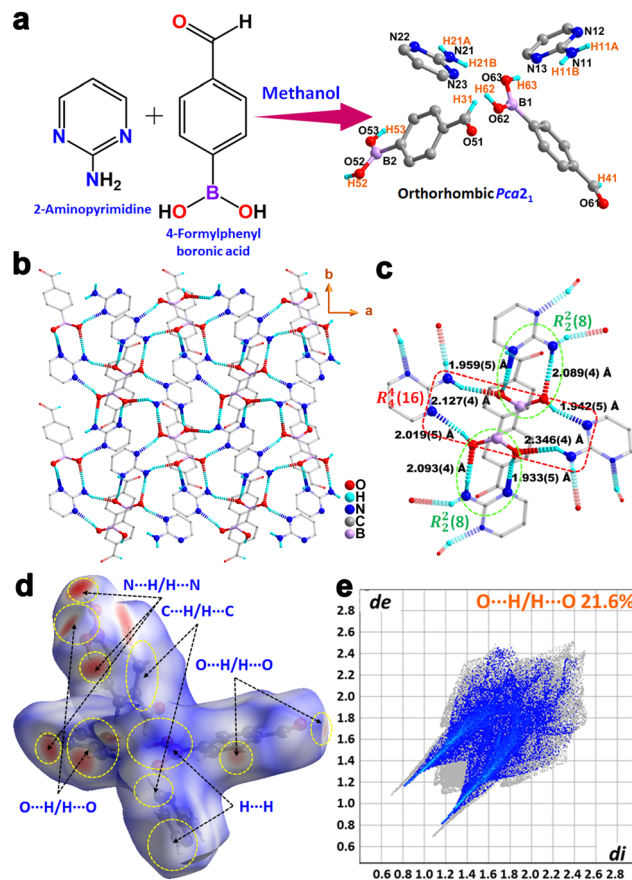 a
NH₂
2-Aminopyrimidine
N
N
+
O
B
HO
OH
4-Formylphenyl
boronic acid
Methanol
N22
H21A
N21
H21B
N23
N12
H11A
N11
H11B
N13
O63
H63
H62
B1
O62
H31
O53
H53
O51
O52
B2
H52
H41
O61
Orthorhombic Pca2₁
b
b
a
O
H
N
C
B
c
R²₂(8)
1.959(5) Å
2.089(4) Å
R⁴₄(16)
2.127(4) Å
1.942(5) Å
2.019(5) Å
2.346(4) Å
2.093(4) Å
1.933(5) Å
R²₂(8)
d
N···H/H···N
C···H/H···C
O···H/H···O
O···H/H···O
H···H
e
de
O···H/H···O 21.6%
2.8
2.6
2.4
2.2
2.0
1.8
1.6
1.4
1.2
1.0
0.8
0.6
di
0.6 0.8 1.0 1.2 1.4 1.6 1.8 2.0 2.2 2.4 2.6 2.8